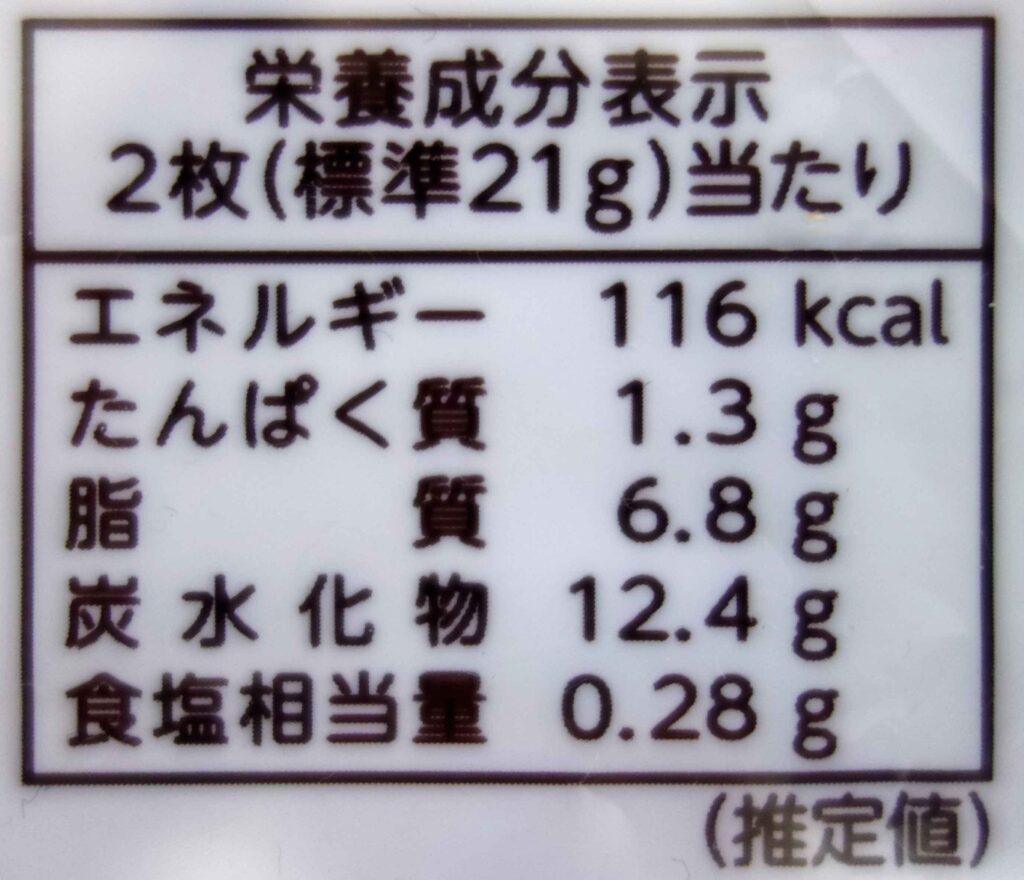 栄養成分表示
2枚(標準21g)当たり
エネルギー 116 kcal
たんぱく質 1.3 g
脂質 6.8 g
炭水化物 12.4 g
食塩相当量 0.28 g
(推定値)